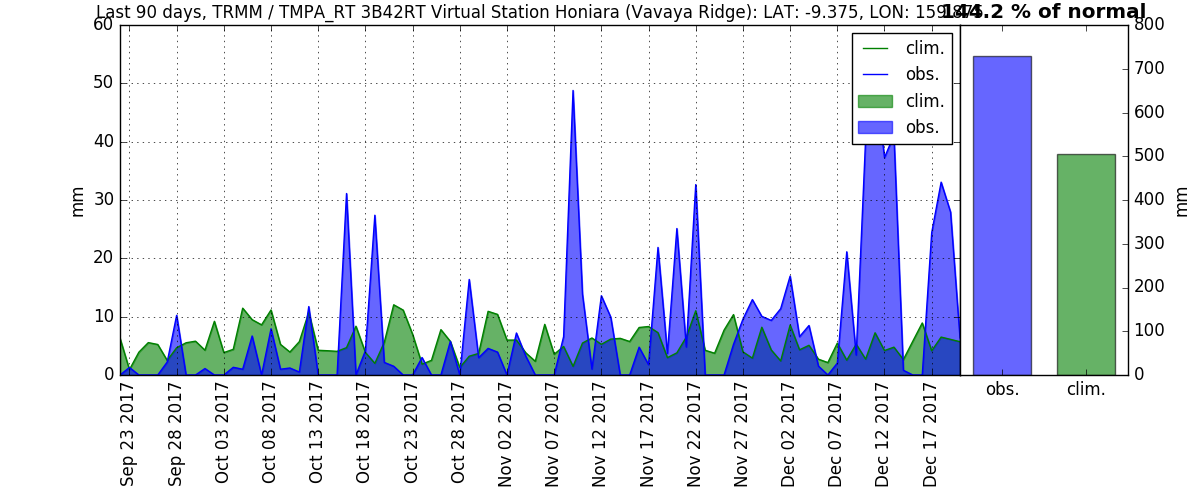 Last 90 days, TRMM / TMPA_RT 3B42RT Virtual Station Honiara (Vavaya Ridge): LAT: -9.375, LON:
144.2 % of normal
60
50
40
30
20
10
0
mm
clim.
obs.
clim.
obs.
800
700
600
500
400
300
200
100
0
mm
obs.
clim.
Sep 23 2017
Sep 28 2017
Oct 03 2017
Oct 08 2017
Oct 13 2017
Oct 18 2017
Oct 23 2017
Oct 28 2017
Nov 02 2017
Nov 07 2017
Nov 12 2017
Nov 17 2017
Nov 22 2017
Nov 27 2017
Dec 02 2017
Dec 07 2017
Dec 12 2017
Dec 17 2017